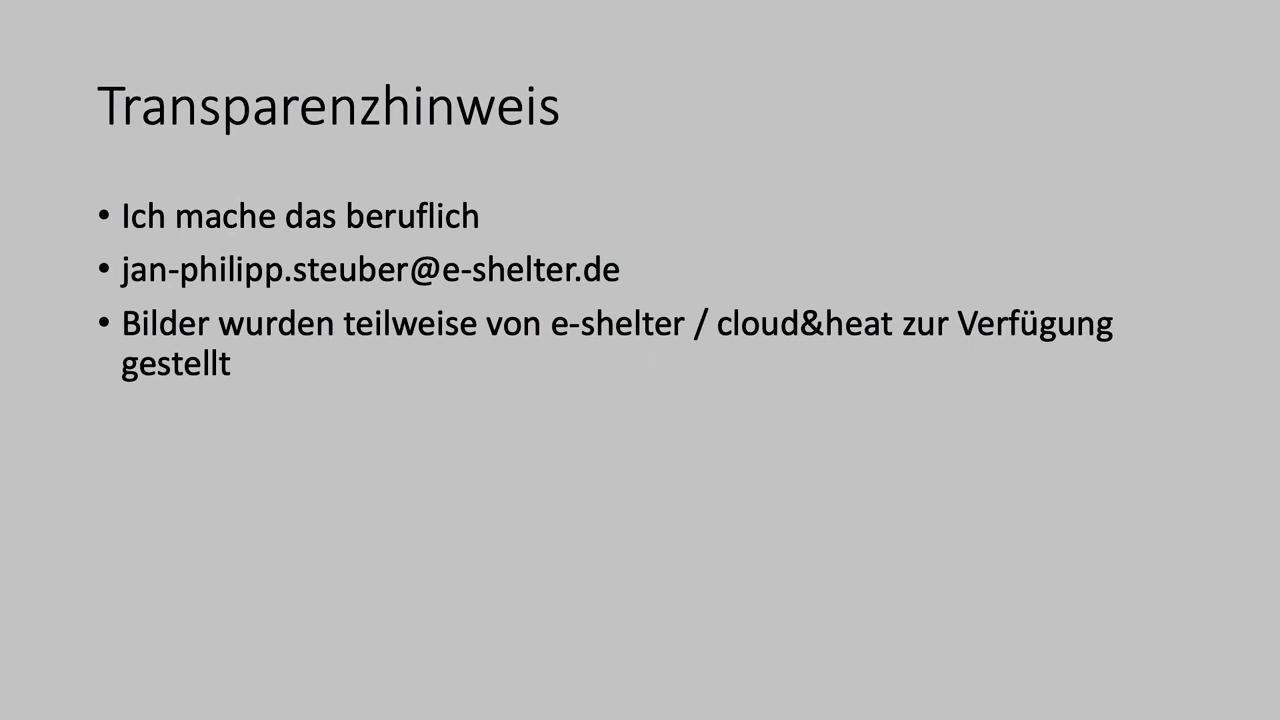 Transparenzhinweis
• Ich mache das beruflich
• jan-philipp.steuber@e-shelter.de
• Bilder wurden teilweise von e-shelter / cloud&heat zur Verfügung
gestellt